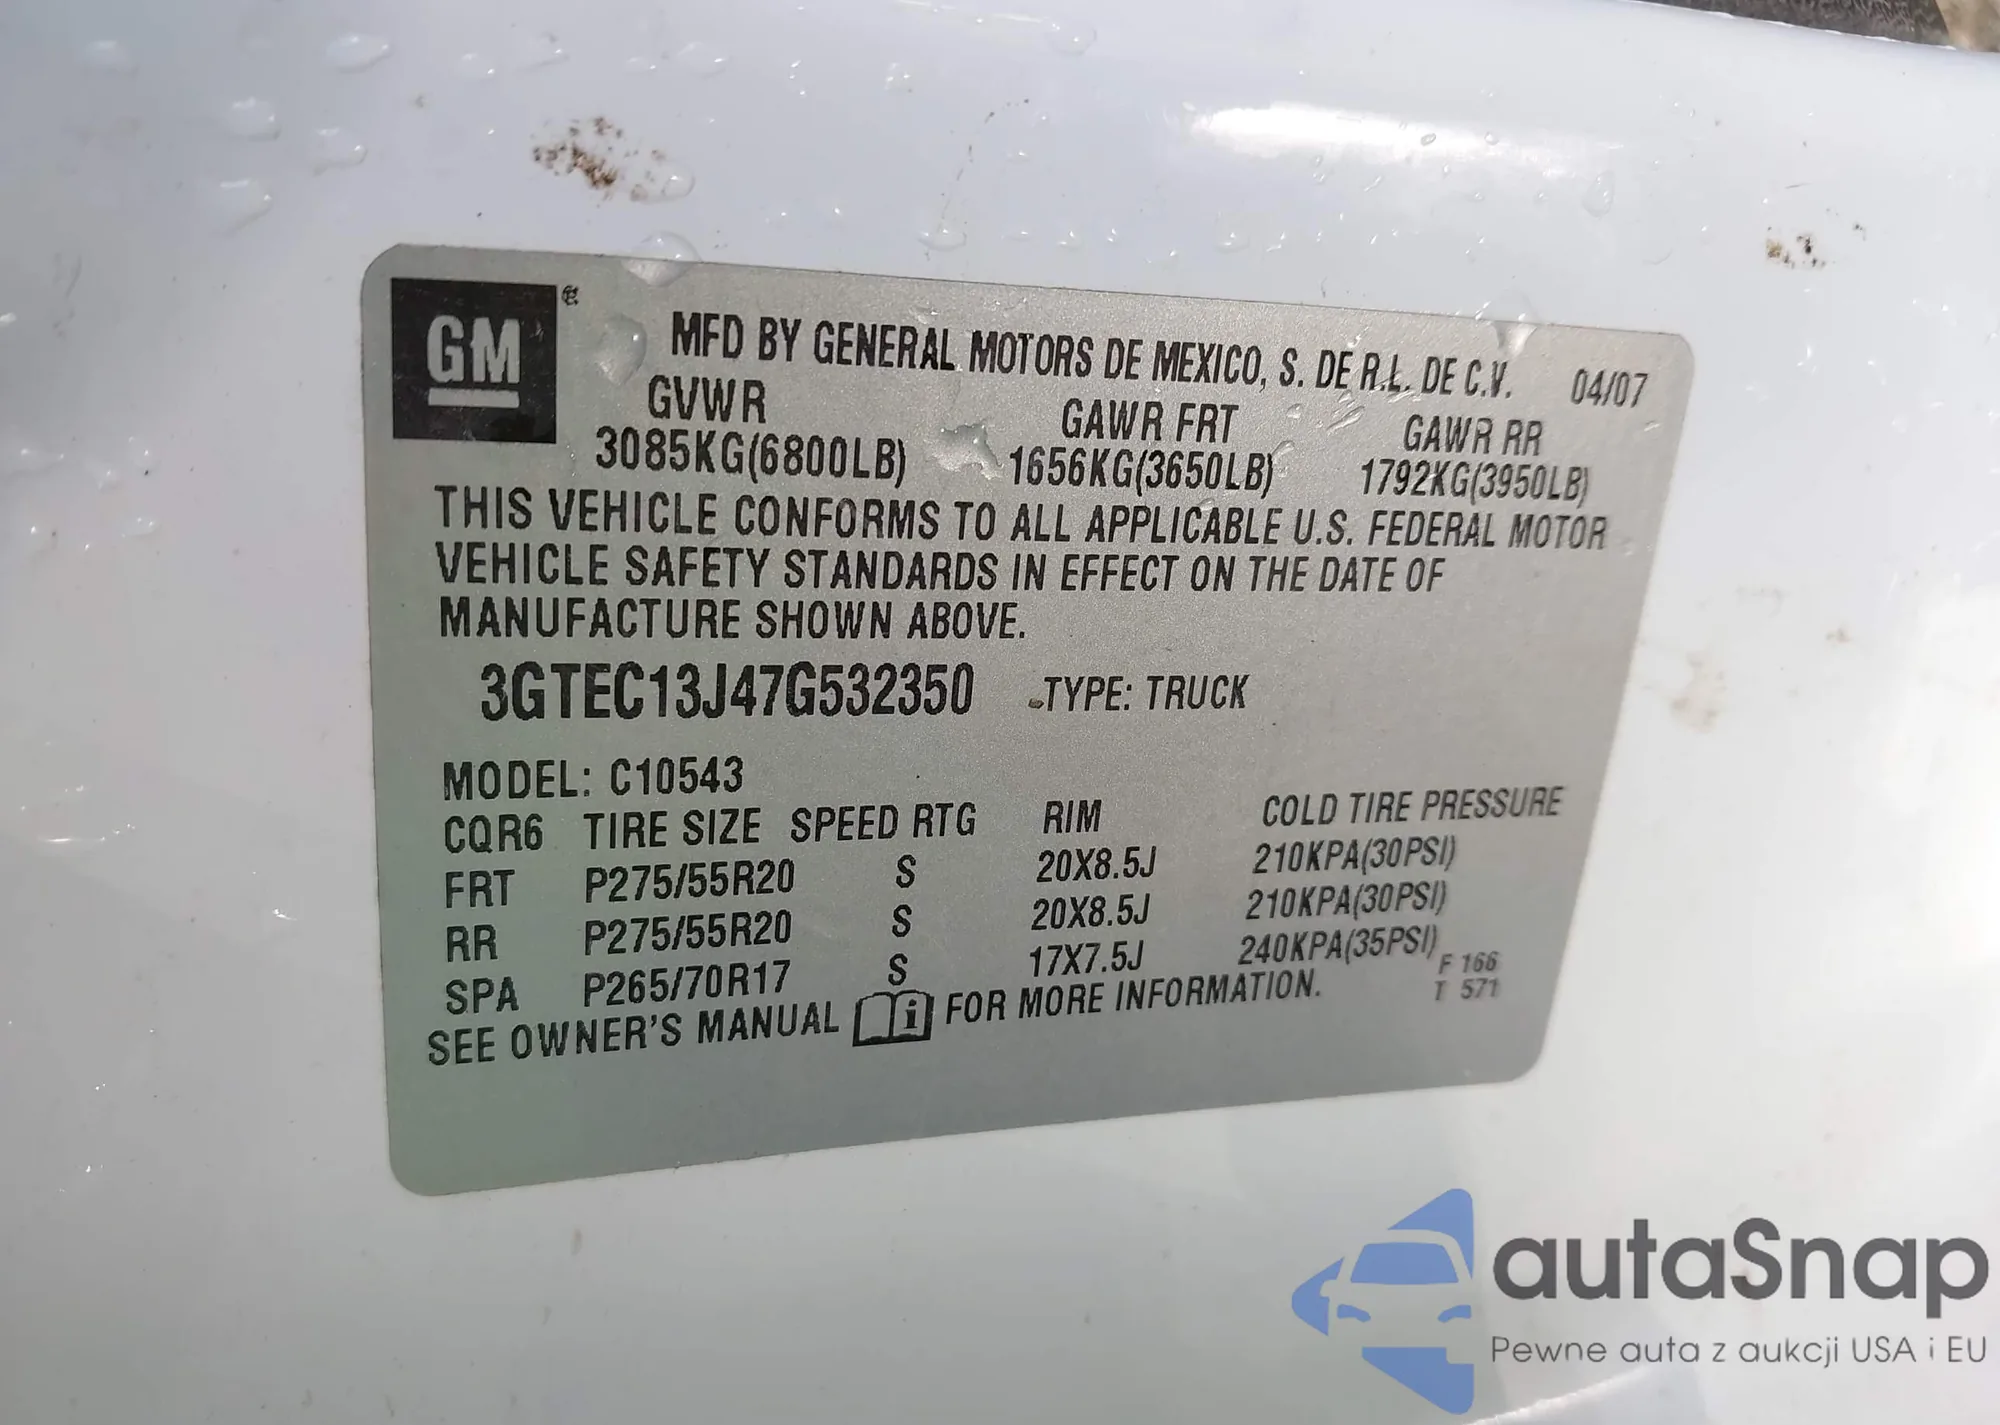 GM
MFD BY GENERAL MOTORS DE MEXICO, S. DE R.L. DE C.V. 04/07
GVWR GAWR FRT GAWR RR
3085KG(6800LB) 1656KG(3650LB) 1792KG(3950LB)
THIS VEHICLE CONFORMS TO ALL APPLICABLE U.S. FEDERAL MOTOR
VEHICLE SAFETY STANDARDS IN EFFECT ON THE DATE OF
MANUFACTURE SHOWN ABOVE.
3GTEC13J47G532350 TYPE: TRUCK
MODEL: C10543
CQR6 TIRE SIZE SPEED RTG RIM COLD TIRE PRESSURE
FRT P275/55R20 S 20X8.5J 210KPA(30PSI)
RR P275/55R20 S 20X8.5J 210KPA(30PSI)
SPA P265/70R17 S 17X7.5J 240KPA(35PSI)
SEE OWNER'S MANUAL i FOR MORE INFORMATION.
F 166
T 571
autaSnap
Pewne auta z aukcji USA i EU